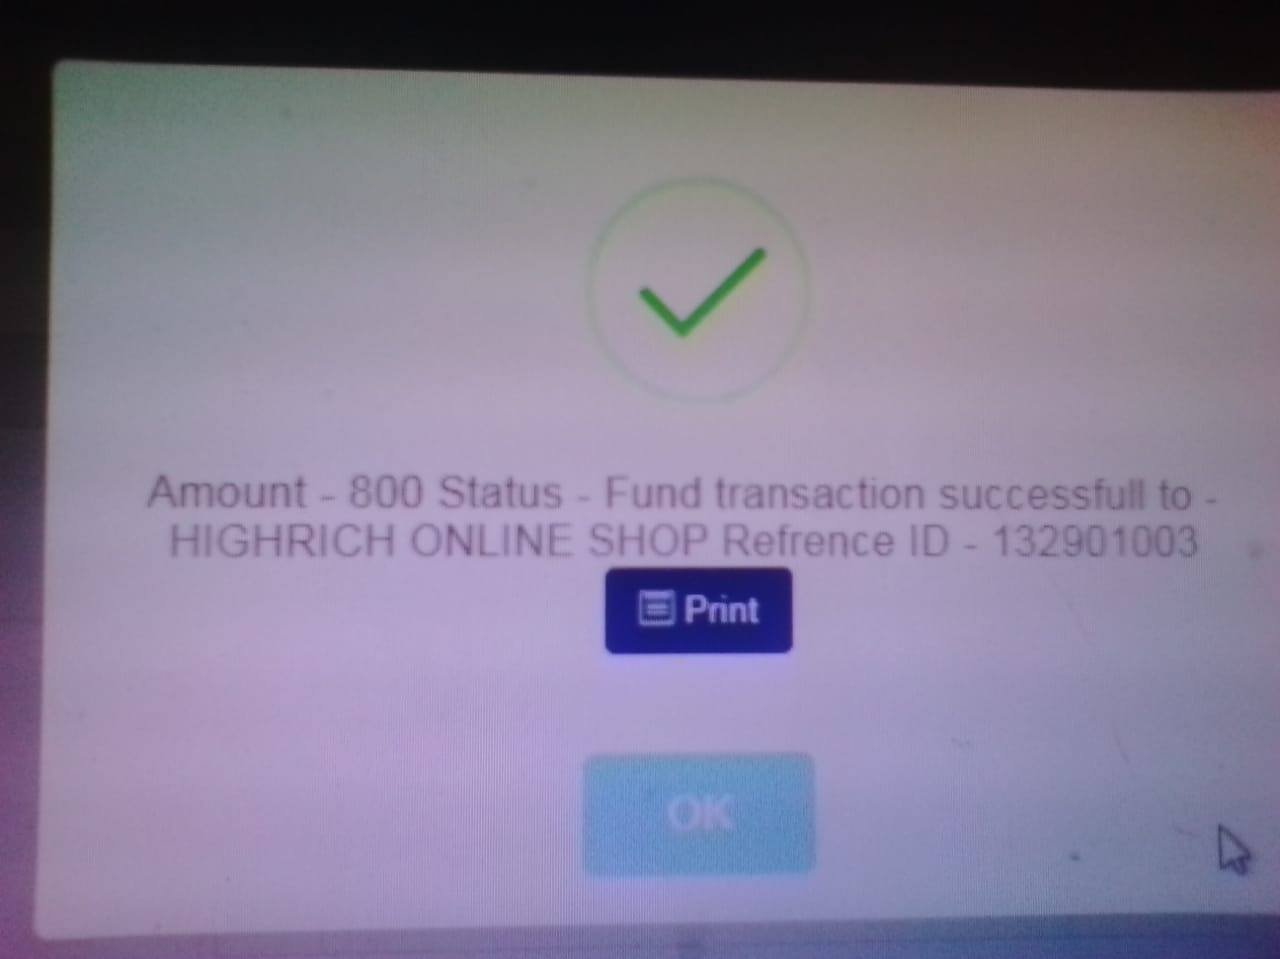 Amount - 800 Status - Fund transaction successfull to -
HIGHRICH ONLINE SHOP Refrence ID - 132901003
Print
OK